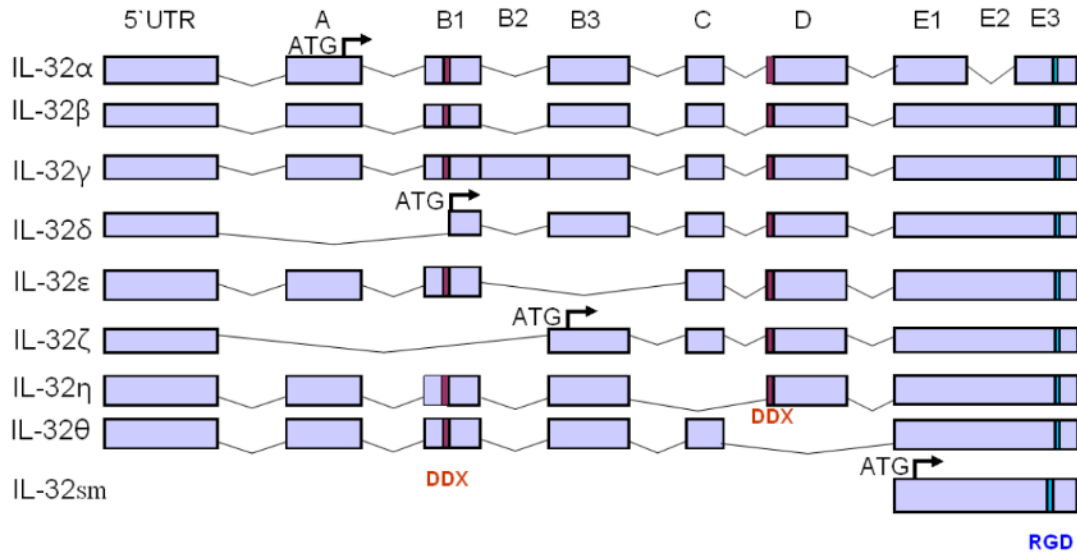 5`UTR A B1 B2 B3 C D E1 E2 E3
ATG
IL-32α
IL-32β
IL-32γ
ATG
IL-32δ
IL-32ε
ATG
IL-32ζ
IL-32η
DDX
IL-32θ
ATG
DDX
IL-32sm
RGD